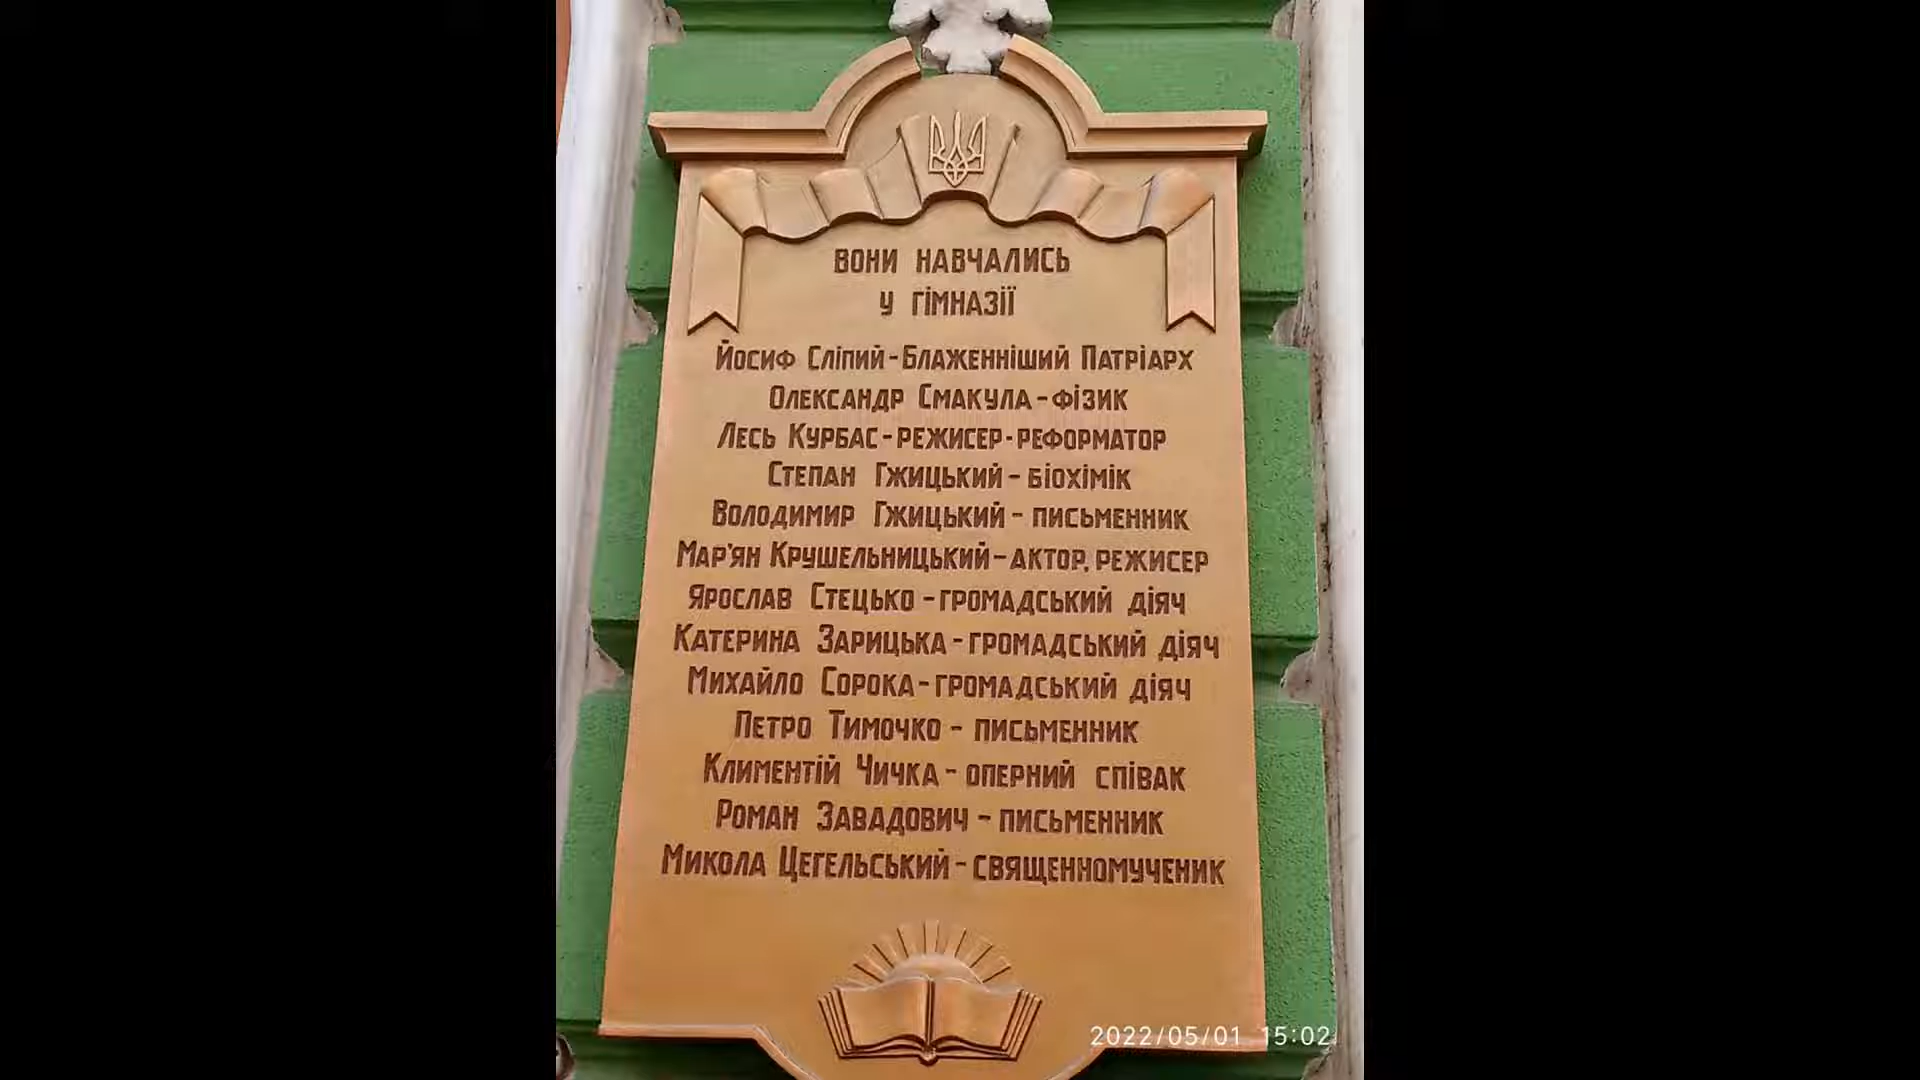 ВОНИ НАВЧАЛИСЬ
У ГІМНАЗІЇ
ЙОСИФ СЛІПИЙ-БЛАЖЕННІШИЙ ПАТРІАРХ
ОЛЕКСАНДР СМАКУЛА-ФІЗИК
ЛЕСЬ КУРБАС-РЕЖИСЕР-РЕФОРМАТОР
СТЕПАН ҐЖИЦЬКИЙ-БІОХІМІК
ВОЛОДИМИР ҐЖИЦЬКИЙ-ПИСЬМЕННИК
МАР'ЯН КРУШЕЛЬНИЦЬКИЙ-АКТОР, РЕЖИСЕР
ЯРОСЛАВ СТЕЦЬКО-ГРОМАДСЬКИЙ ДІЯЧ
КАТЕРИНА ЗАРИЦЬКА-ГРОМАДСЬКИЙ ДІЯЧ
МИХАЙЛО СОРОКА-ГРОМАДСЬКИЙ ДІЯЧ
ПЕТРО ТИМОЧКО-ПИСЬМЕННИК
КЛИМЕНТІЙ ЧИЧКА-ОПЕРНИЙ СПІВАК
РОМАН ЗАВАДОВИЧ-ПИСЬМЕННИК
МИКОЛА ЦЕГЕЛЬСЬКИЙ-СВЯЩЕННОМУЧЕНИК
2022/05/01 15:02